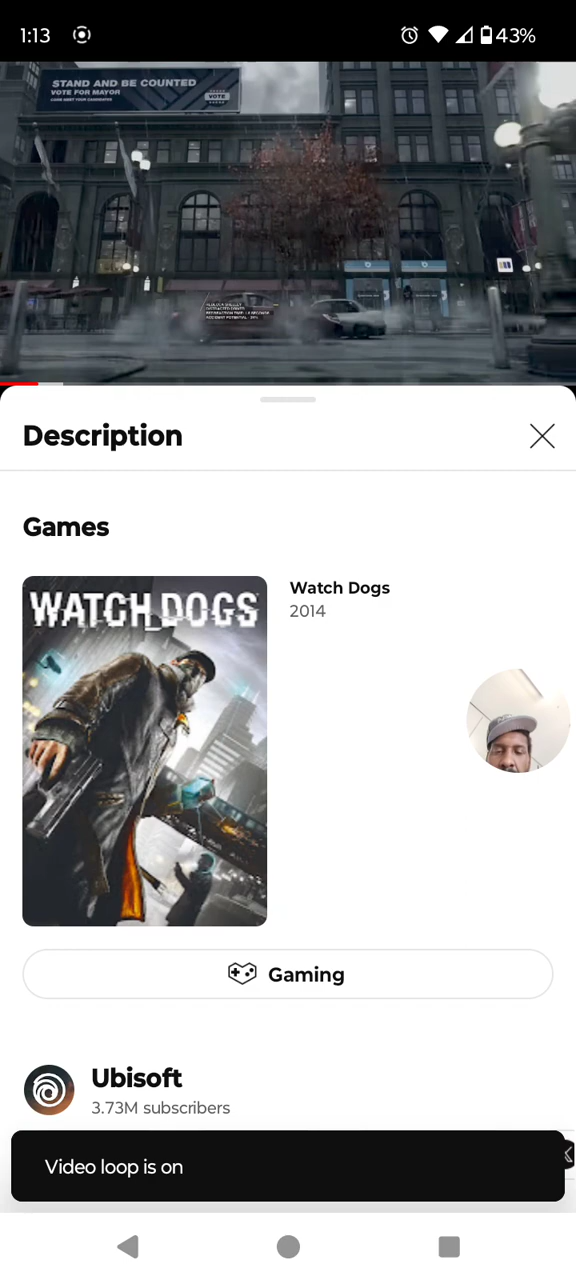 1:13
43%
STAND AND BE COUNTED
VOTE FOR MAYOR
VOTE
Description
Games
WATCH_DOGS
Watch Dogs
2014
Gaming
Ubisoft
3.73M subscribers
Video loop is on